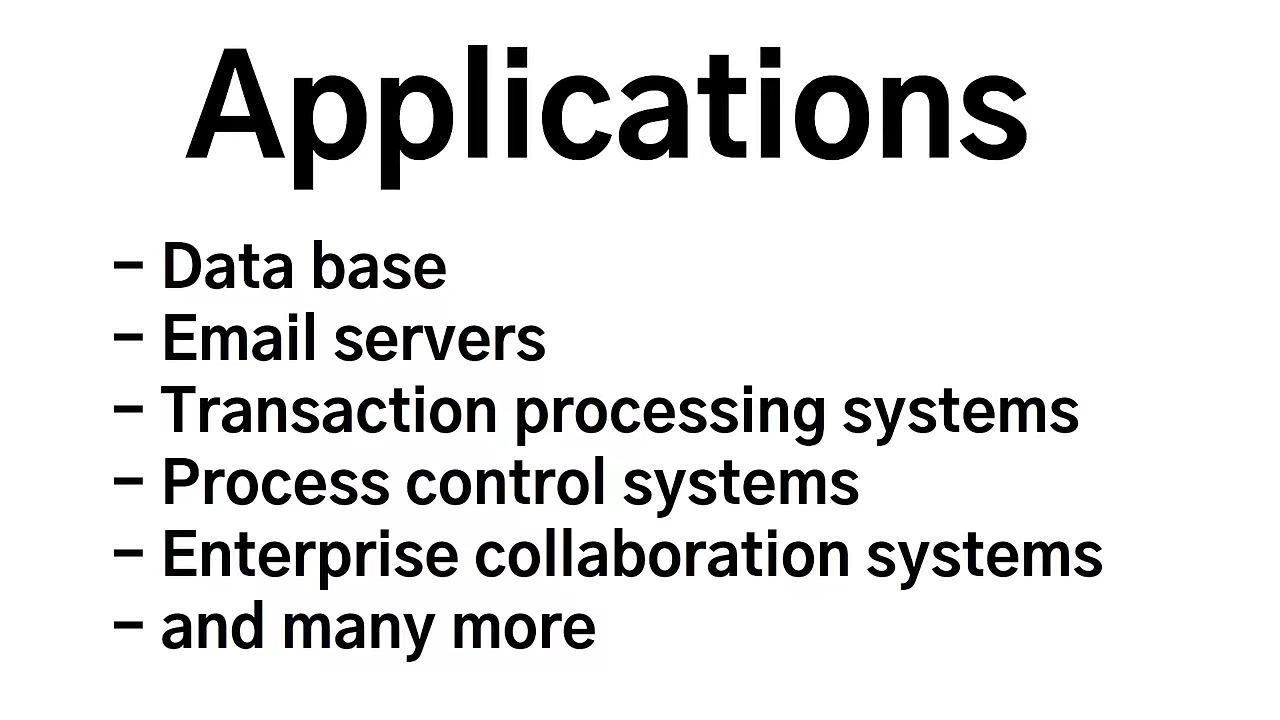 Applications
– Data base
– Email servers
– Transaction processing systems
– Process control systems
– Enterprise collaboration systems
– and many more